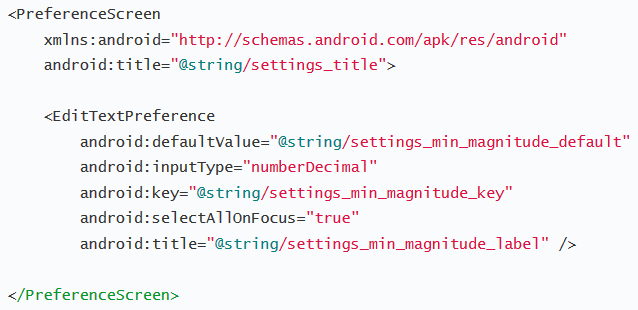 <PreferenceScreen
xmlns:android="http://schemas.android.com/apk/res/android"
android:title="@string/settings_title">
<EditTextPreference
android:defaultValue="@string/settings_min_magnitude_default"
android:inputType="numberDecimal"
android:key="@string/settings_min_magnitude_key"
android:selectAllOnFocus="true"
android:title="@string/settings_min_magnitude_label" />
</PreferenceScreen>